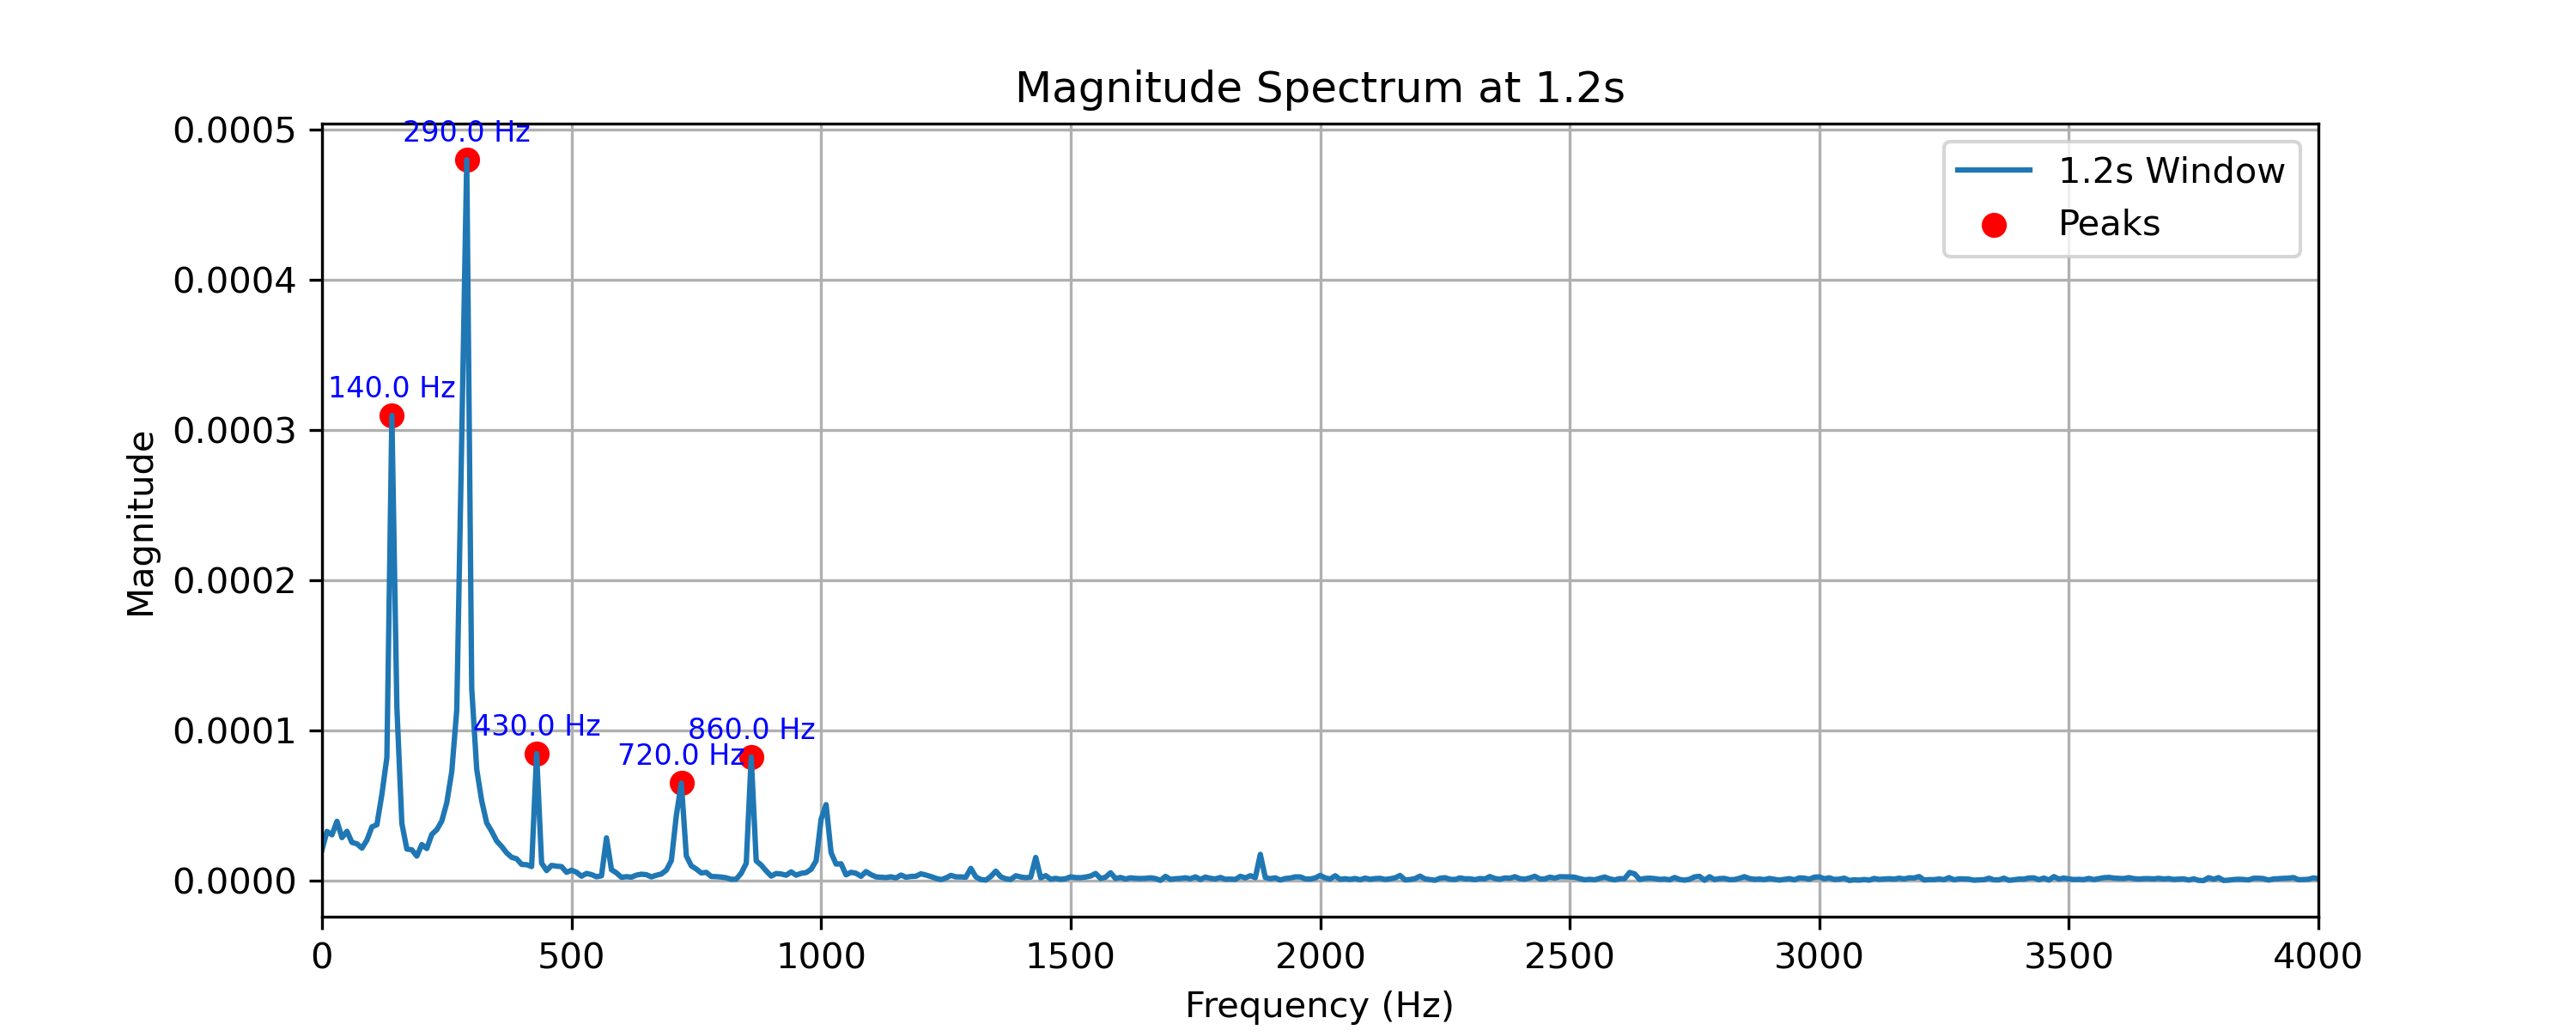 Magnitude Spectrum at 1.2s
0.0005
0.0004
0.0003
0.0002
0.0001
0.0000
Magnitude
290.0 Hz
140.0 Hz
430.0 Hz
720.0 Hz
860.0 Hz
1.2s Window
Peaks
0 500 1000 1500 2000 2500 3000 3500 4000
Frequency (Hz)